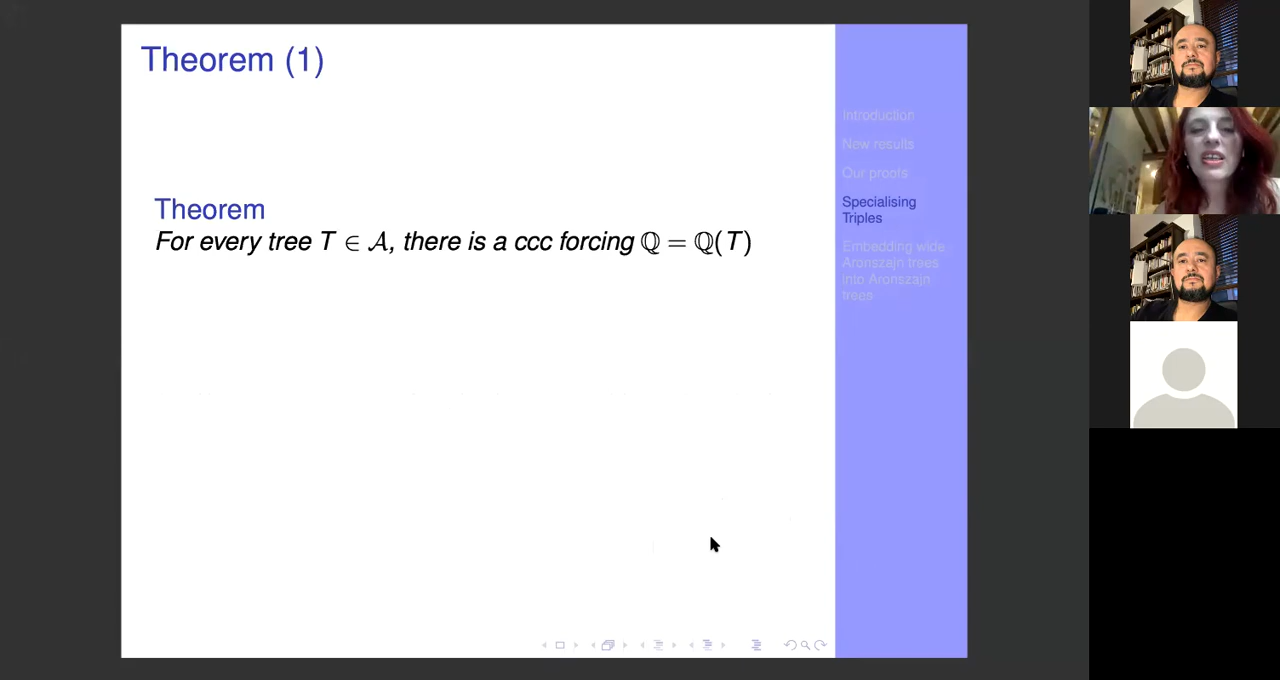 Theorem (1)
Theorem
For every tree T ∈ 𝒜, there is a ccc forcing ℚ = ℚ(T)
Introduction
New results
Our proofs
Specialising
Triples
Embedding wide
Aronszajn trees
into Aronszajn
trees